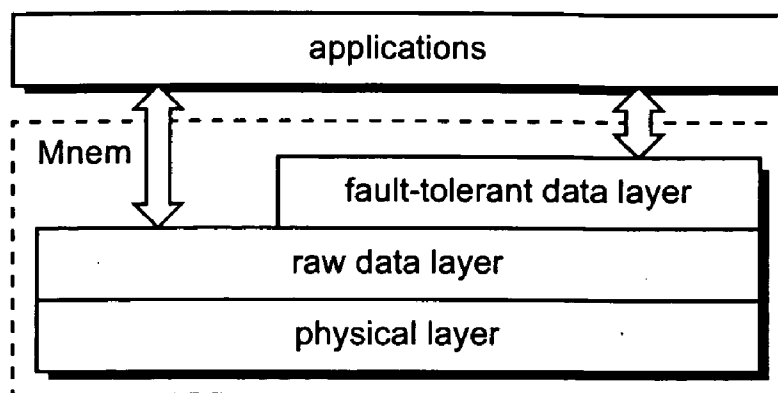 applications
Mnem
fault-tolerant data layer
raw data layer
physical layer